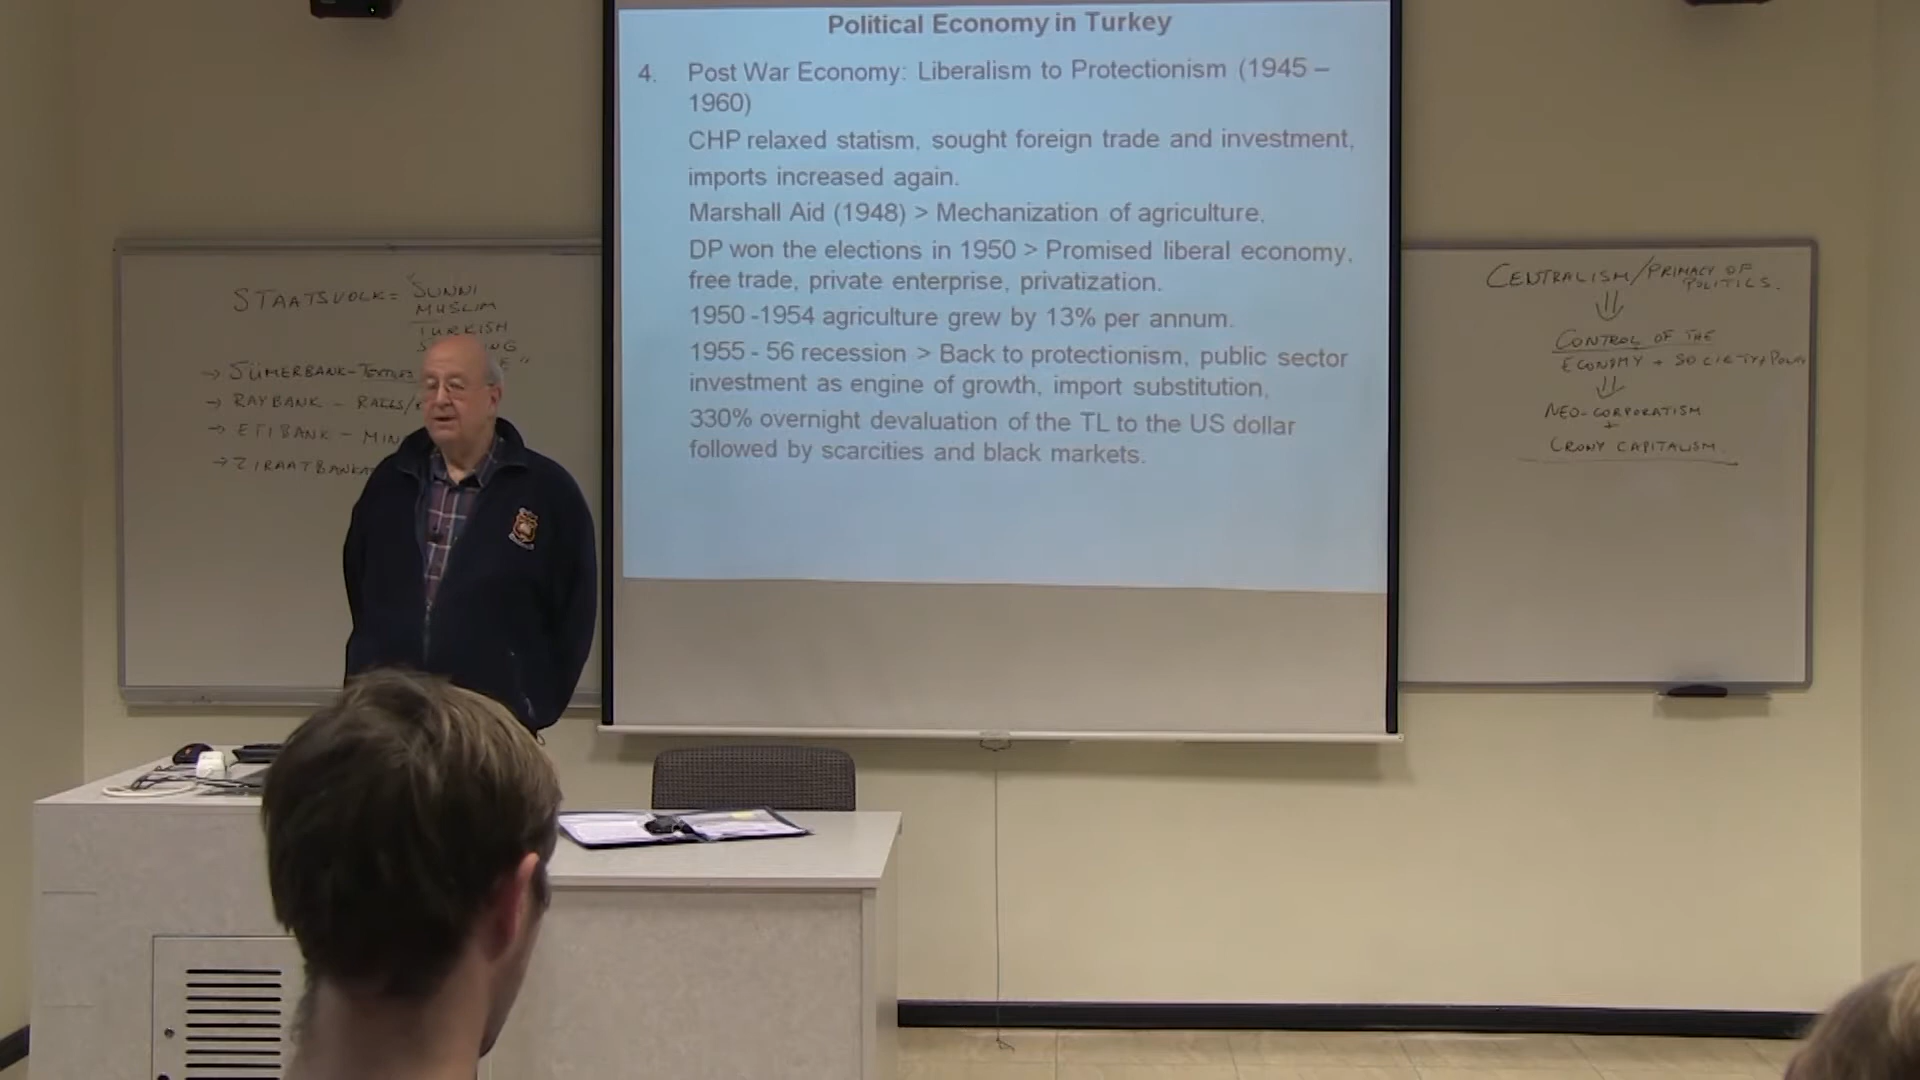 Political Economy in Turkey
4. Post War Economy: Liberalism to Protectionism (1945 –
1960)
CHP relaxed statism, sought foreign trade and investment,
imports increased again.
Marshall Aid (1948) > Mechanization of agriculture.
DP won the elections in 1950 > Promised liberal economy,
free trade, private enterprise, privatization.
1950 -1954 agriculture grew by 13% per annum.
1955 - 56 recession > Back to protectionism, public sector
investment as engine of growth, import substitution,
330% overnight devaluation of the TL to the US dollar
followed by scarcities and black markets.
STAATSVOLK = "SUNNI
MUSLIM
TURKISH
→ SÜMERBANK - TEXTILES
→ RAYBANK - RAILS/
→ ETIBANK - MIN
→ ZIRAATBANKA
CENTRALISM/PRIMACY OF
POLITICS.
⇓
CONTROL OF THE
ECONOMY + SOCIETY +
⇓
NEO-CORPORATISM
+
CRONY CAPITALISM.